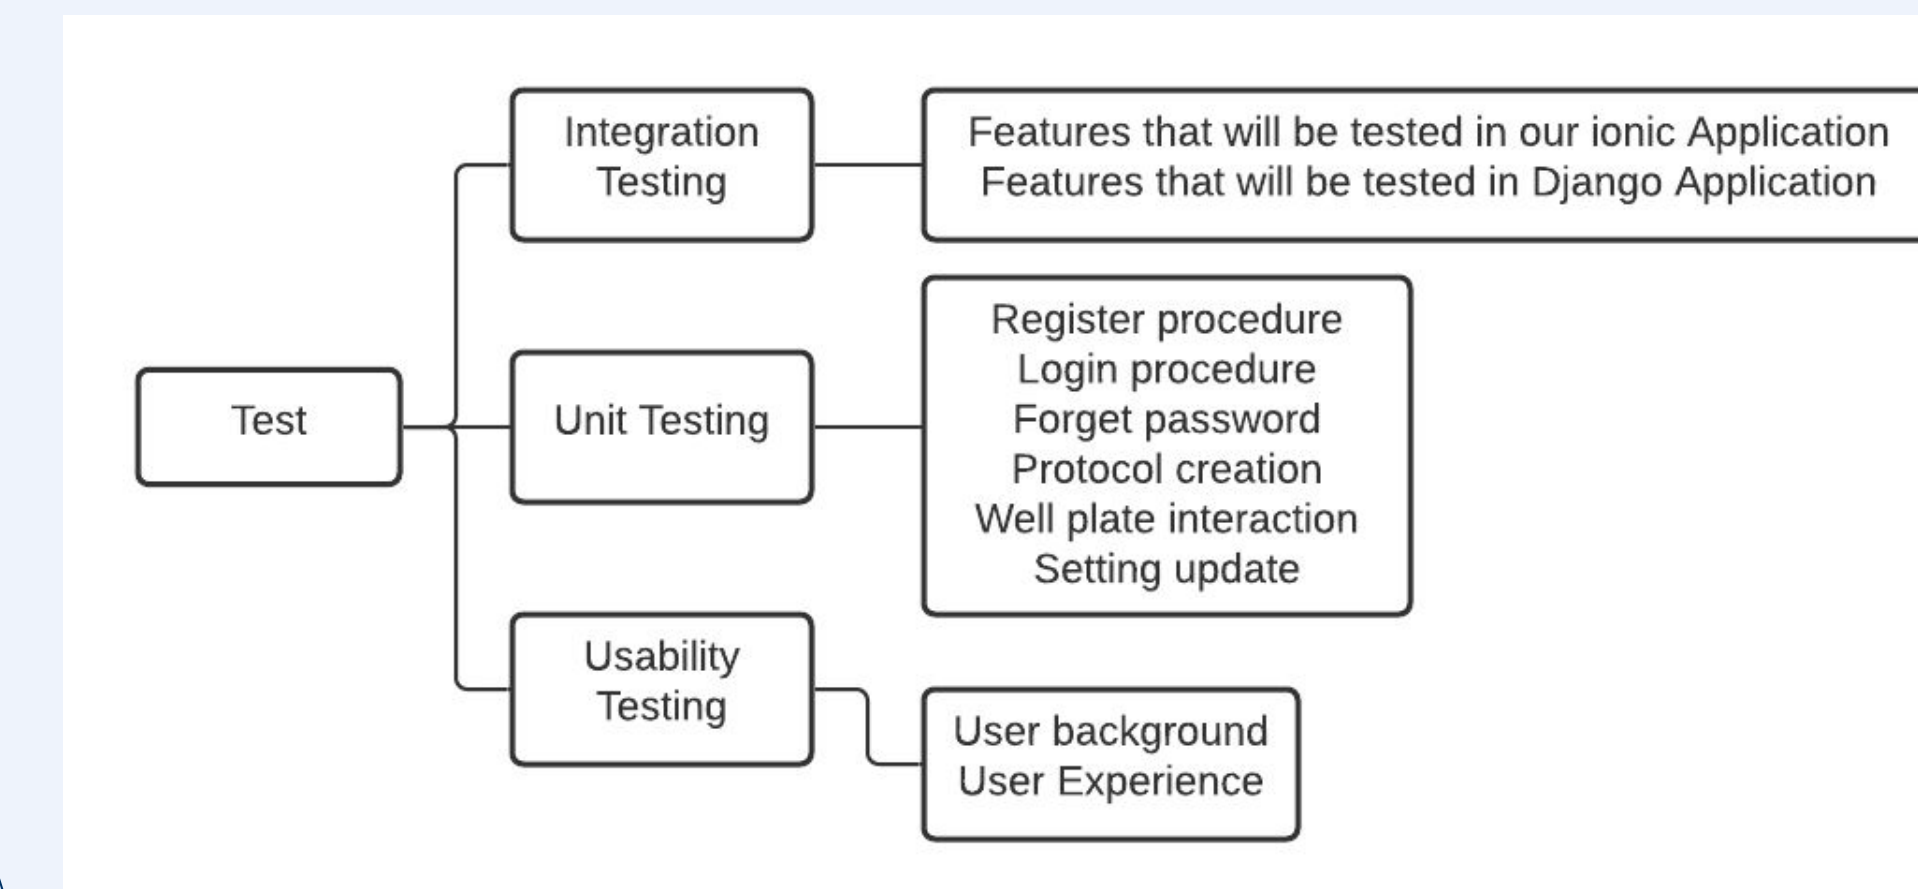 Test
Integration
Testing
Features that will be tested in our ionic Application
Features that will be tested in Django Application
Unit Testing
Register procedure
Login procedure
Forget password
Protocol creation
Well plate interaction
Setting update
Usability
Testing
User background
User Experience